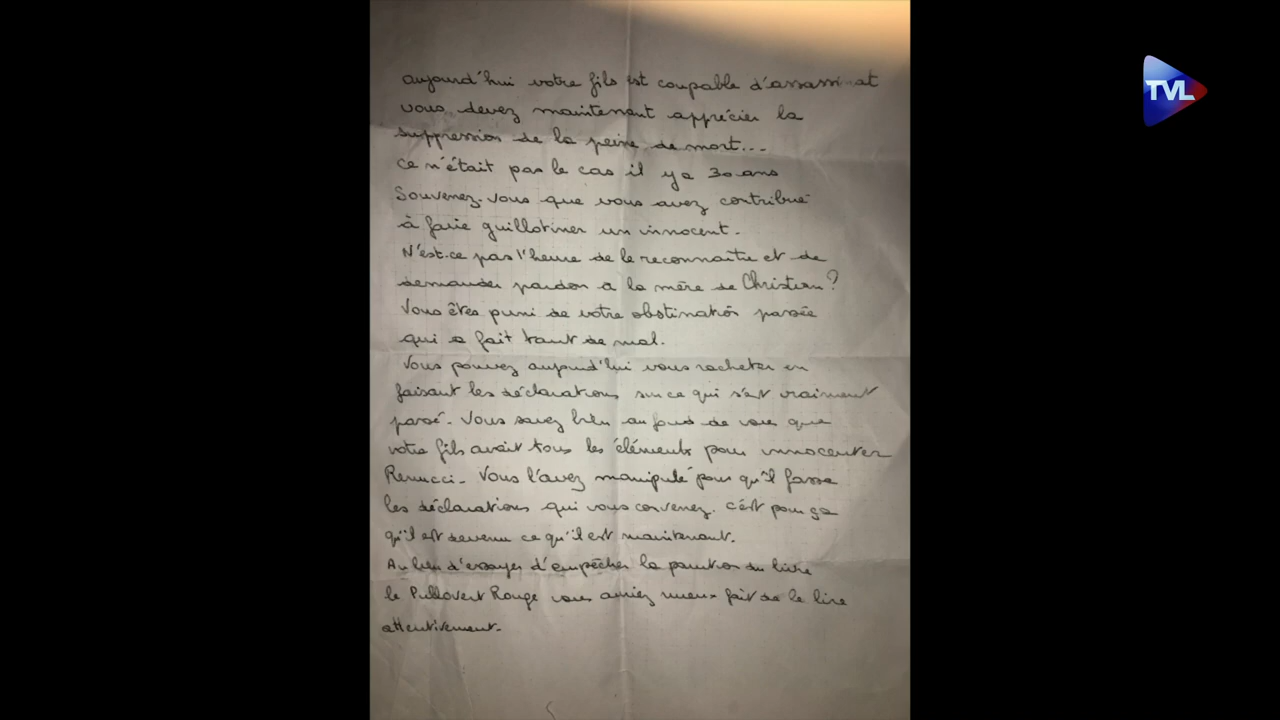 TVL
aujourd'hui votre fils est coupable d'assassinat
vous devez maintenant apprécier la
suppression de la peine de mort...
ce n'était pas le cas il y a 30 ans
Souvenez-vous que vous avez contribué
à faire guillotiner un innocent.
N'est-ce pas l'heure de le reconnaître et de
demander pardon a la mère de Christian?
Vous êtes puni de votre obstination passée
qui a fait tant de mal.
Vous pouvez aujourd'hui vous racheter en
faisant les déclarations sur ce qui s'est vraiment
passé. Vous savez bien au fond de vous que
votre fils avait tous les éléments pour innocenter
Ranucci. Vous l'avez manipulé pour qu'il fasse
les déclarations qui vous convenez. c'est pour ça
qu'il est devenu ce qu'il est maintenant.
Au lieu d'essayer d'empêcher la parution du livre
le Pullovert Rouge vous auriez mieux fait de le lire
attentivement.